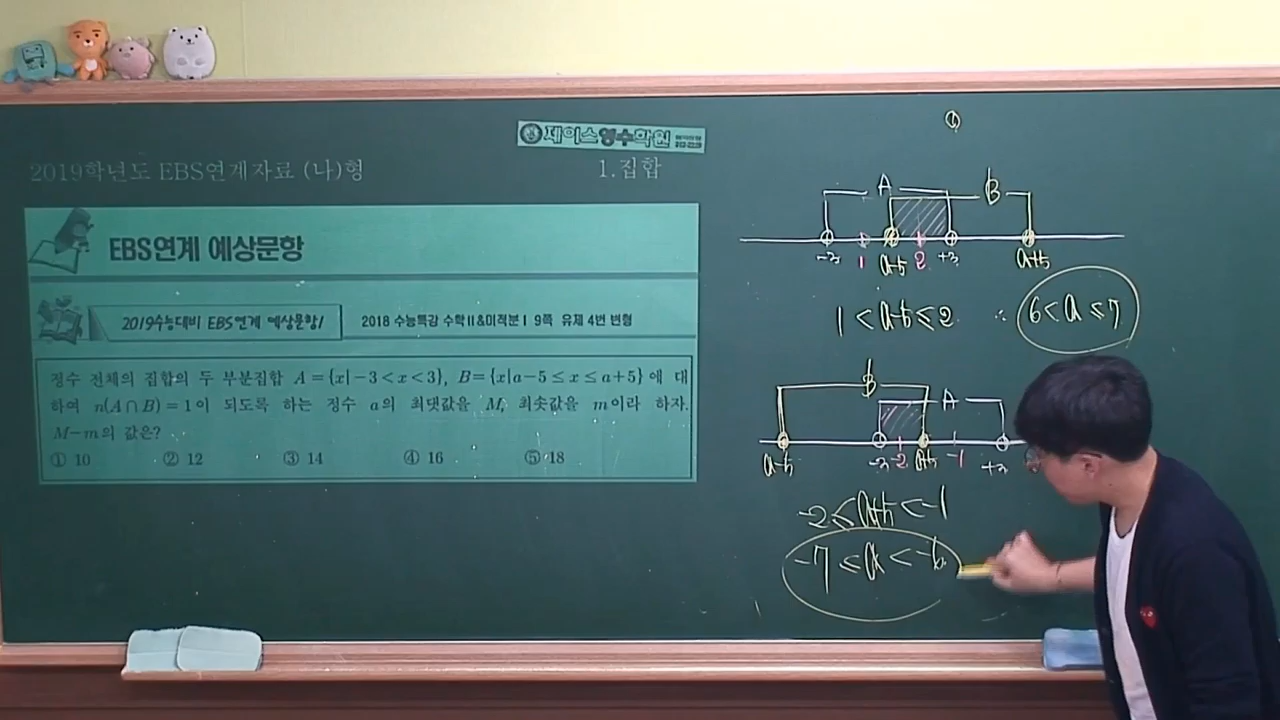 제이스영수학원
2019학년도 EBS연계자료 (나)형
1.집합
EBS연계 예상문항
2019수능대비 EBS연계 예상문항1
2018 수능특강 수학II&미적분I 9쪽 유제 4번 변형
정수 전체의 집합의 두 부분집합 A={x|−3<x<3}, B={x|a−5≤x≤a+5}에 대
하여 n(A∩B)=1이 되도록 하는 정수 a의 최댓값을 M, 최솟값을 m이라 하자.
M−m의 값은?
① 10 ② 12 ③ 14 ④ 16 ⑤ 18
①
A B
-3 1 a-5 2 +3 a+5
1 < a-5 ≤ 2 ∴ 6 < a ≤ 7
B A
a-5 -3 -2 a+5 -1 +3
-2 ≤ a+5 < -1
-7 ≤ a < -6